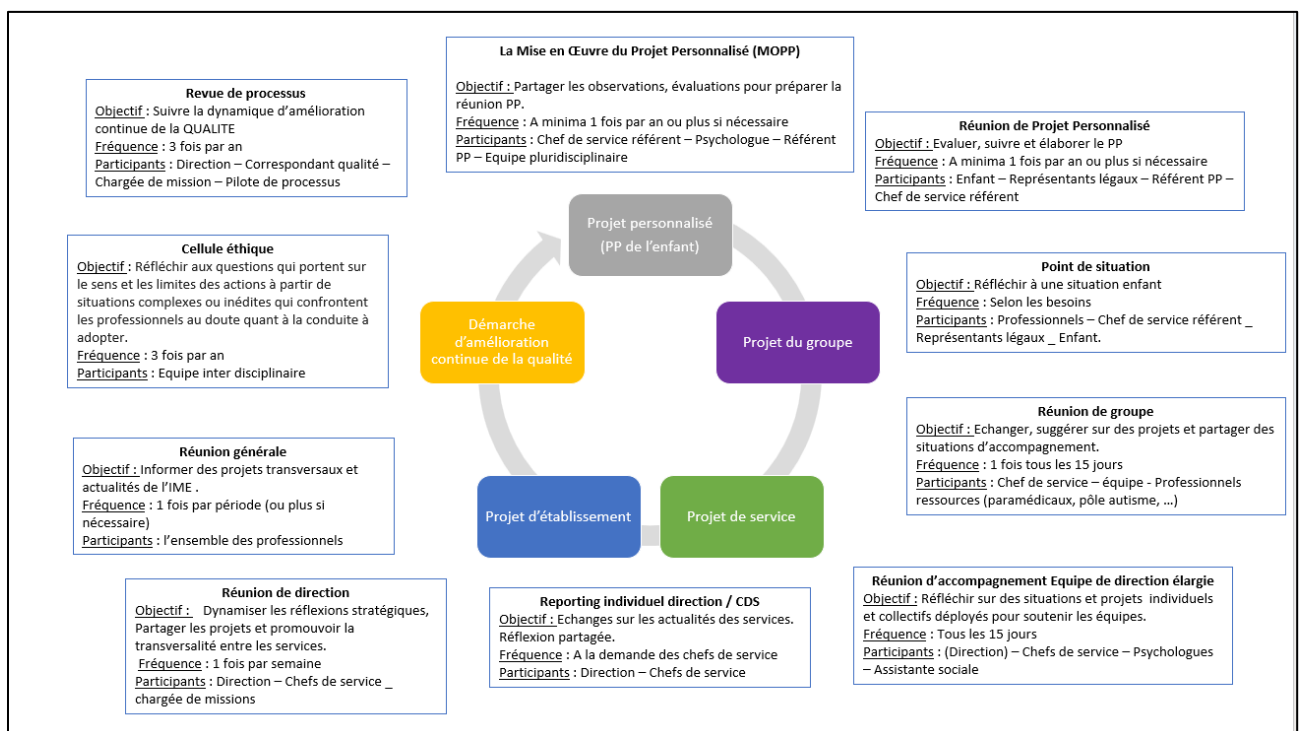 La Mise en Œuvre du Projet Personnalisé (MOPP)
Objectif : Partager les observations, évaluations pour préparer la
réunion PP.
Fréquence : A minima 1 fois par an ou plus si nécessaire
Participants : Chef de service référent – Psychologue – Référent
PP – Equipe pluridisciplinaire
Revue de processus
Objectif : Suivre la dynamique d’amélioration
continue de la QUALITE
Fréquence : 3 fois par an
Participants : Direction – Correspondant qualité –
Chargée de mission – Pilote de processus
Réunion de Projet Personnalisé
Objectif : Evaluer, suivre et élaborer le PP
Fréquence : A minima 1 fois par an ou plus si nécessaire
Participants : Enfant – Représentants légaux – Référent PP –
Chef de service référent
Projet personnalisé
(PP de l’enfant)
Cellule éthique
Objectif : Réfléchir aux questions qui portent sur
le sens et les limites des actions à partir de
situations complexes ou inédites qui confrontent
les professionnels au doute quant à la conduite à
adopter.
Fréquence : 3 fois par an
Participants : Equipe inter disciplinaire
Point de situation
Objectif : Réfléchir à une situation enfant
Fréquence : Selon les besoins
Participants : Professionnels – Chef de service référent _
Représentants légaux _ Enfant.
Démarche
d’amélioration
continue de la qualité
Projet du groupe
Réunion de groupe
Objectif : Echanger, suggérer sur des projets et partager des
situations d’accompagnement.
Fréquence : 1 fois tous les 15 jours
Participants : Chef de service – équipe - Professionnels
ressources (paramédicaux, pôle autisme, …)
Réunion générale
Objectif : Informer des projets transversaux et
actualités de l’IME .
Fréquence : 1 fois par période (ou plus si
nécessaire)
Participants : l’ensemble des professionnels
Projet d’établissement
Projet de service
Réunion de direction
Objectif : Dynamiser les réflexions stratégiques,
Partager les projets et promouvoir la
transversalité entre les services.
Fréquence : 1 fois par semaine
Participants : Direction – Chefs de service _
chargée de missions
Reporting individuel direction / CDS
Objectif : Echanges sur les actualités des services.
Réflexion partagée.
Fréquence : A la demande des chefs de service
Participants : Direction – Chefs de service
Réunion d’accompagnement Equipe de direction élargie
Objectif : Réfléchir sur des situations et projets individuels
et collectifs déployés pour soutenir les équipes.
Fréquence : Tous les 15 jours
Participants : (Direction) – Chefs de service – Psychologues
– Assistante sociale